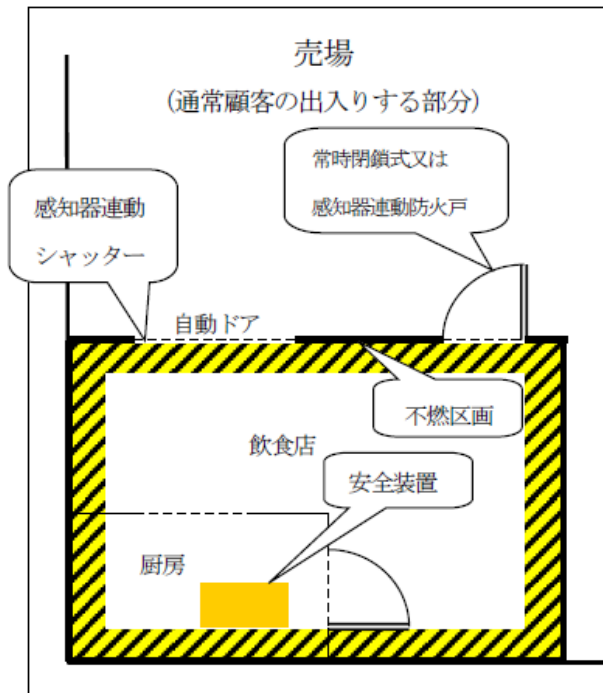 売場
(通常顧客の出入りする部分)
常時閉鎖式又は
感知器連動防火戸
感知器連動
シャッター
自動ドア
不燃区画
飲食店
安全装置
厨房